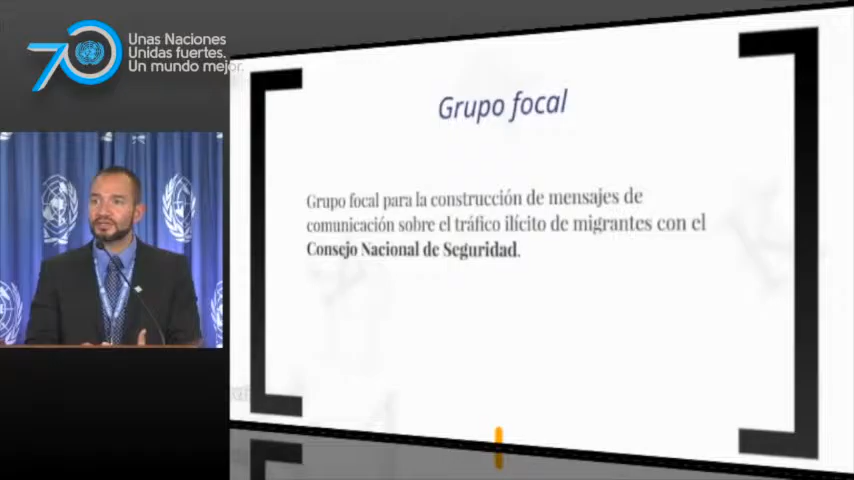 70
Unas Naciones
Unidas fuertes.
Un mundo mejor.
Grupo focal
Grupo focal para la construcción de mensajes de
comunicación sobre el tráfico ilícito de migrantes con el
Consejo Nacional de Seguridad.